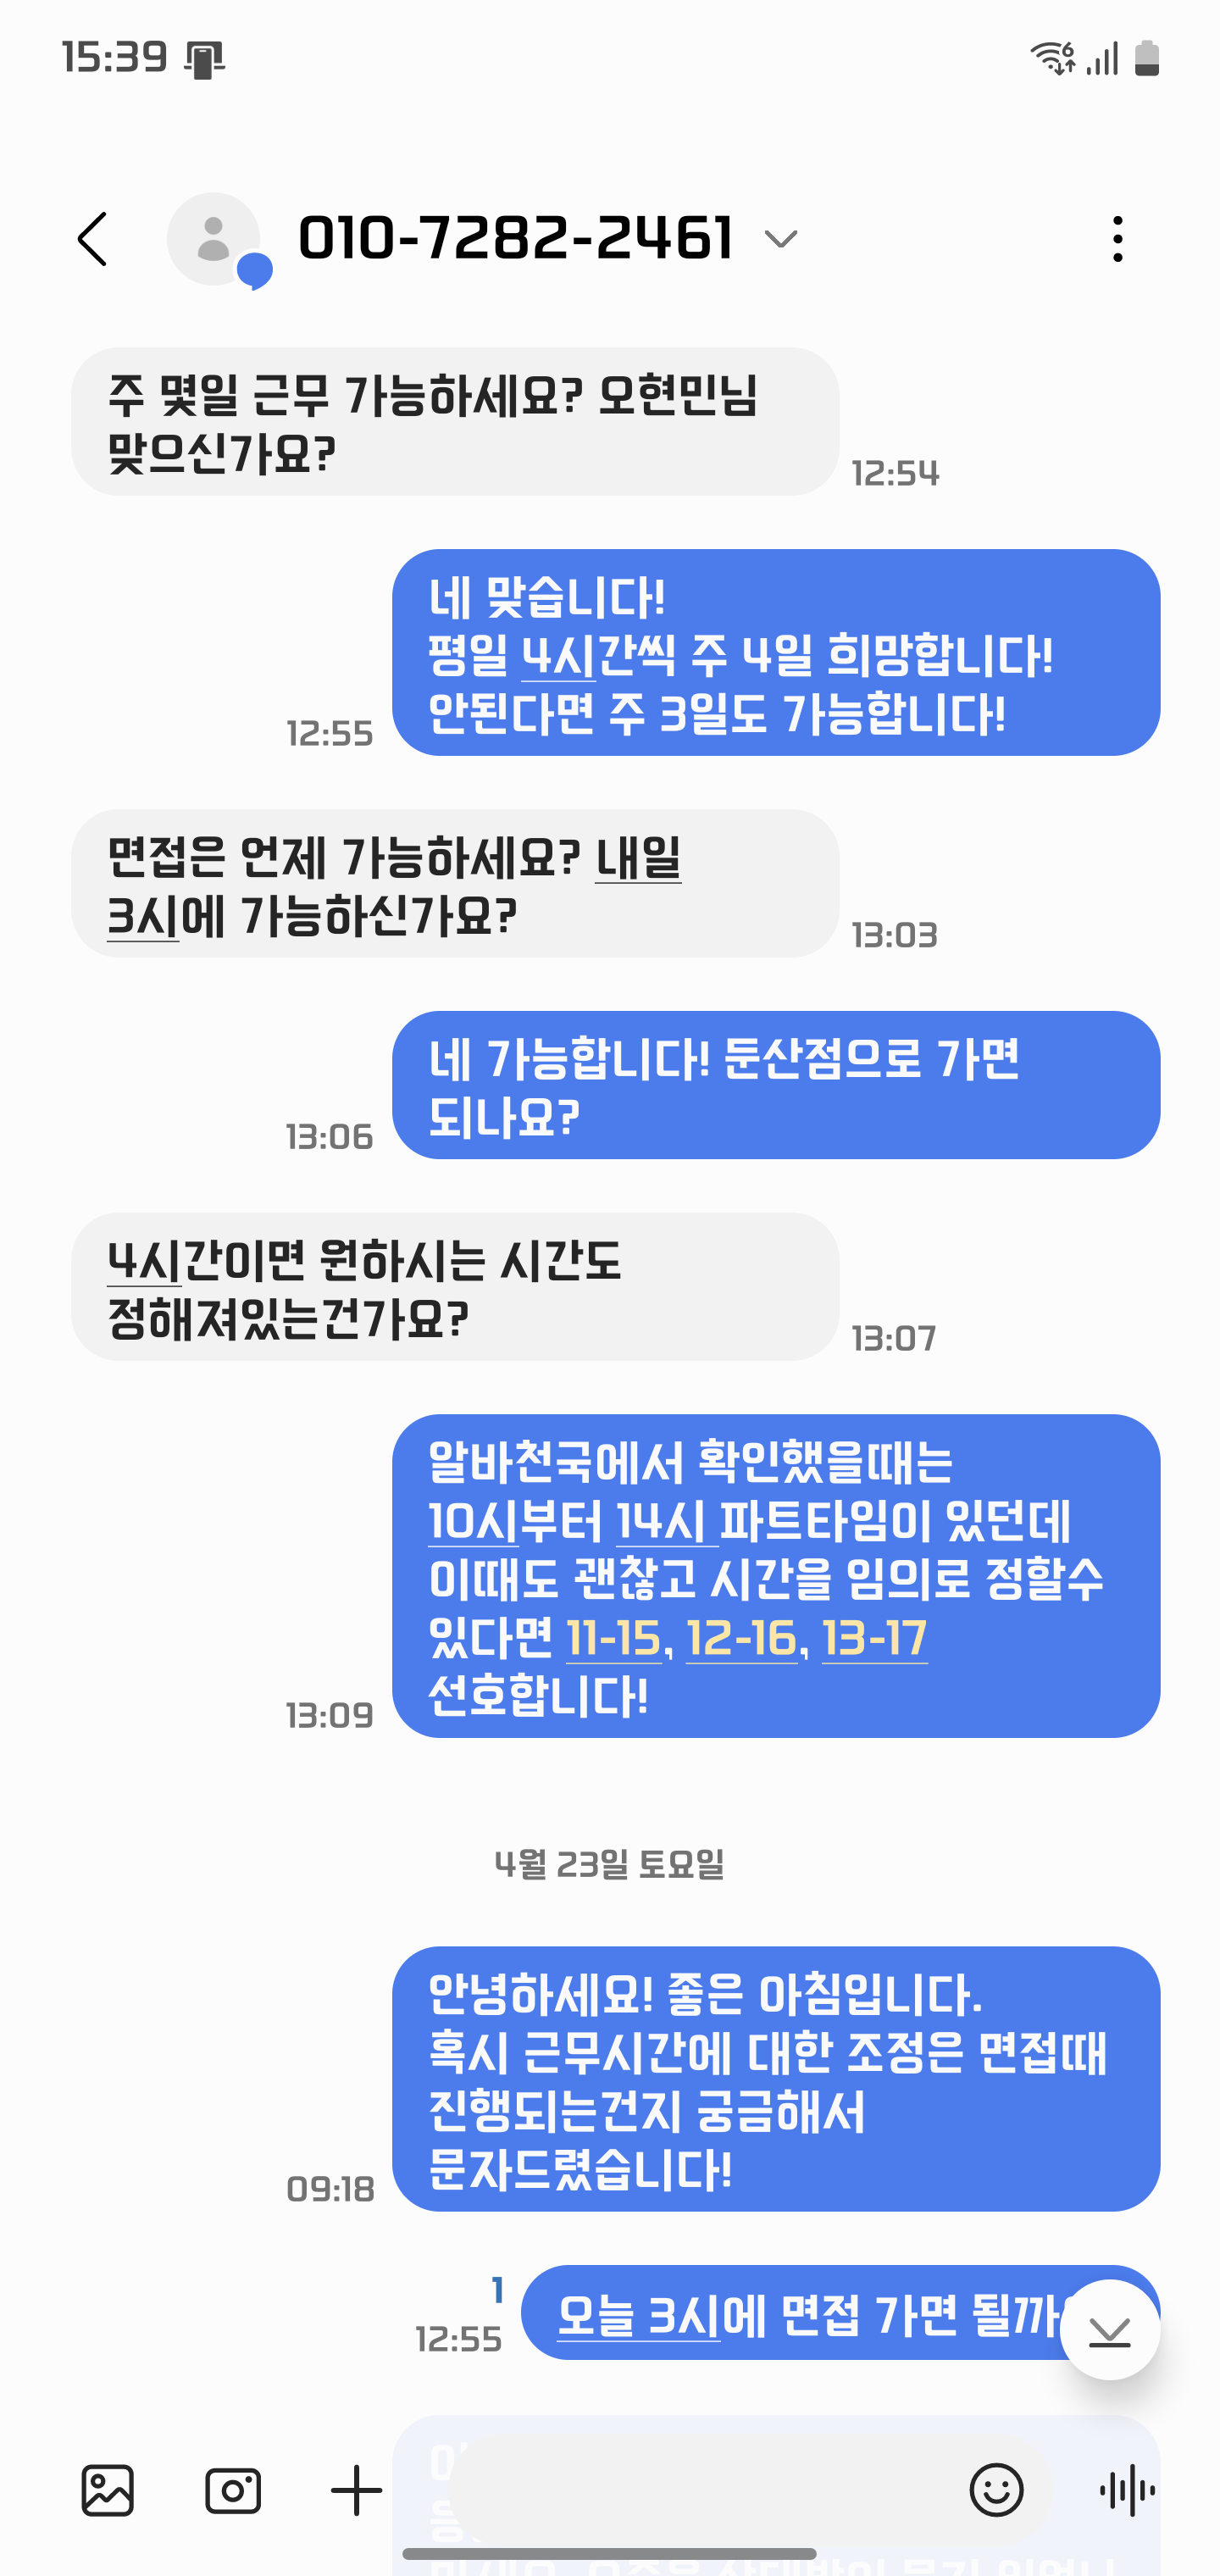 15:39
6
010-7282-2461
주 몇일 근무 가능하세요? 오현민님
맞으신가요?
12:54
네 맞습니다!
평일 4시간씩 주 4일 희망합니다!
안된다면 주 3일도 가능합니다!
12:55
면접은 언제 가능하세요? 내일
3시에 가능하신가요?
13:03
네 가능합니다! 둔산점으로 가면
되나요?
13:06
4시간이면 원하시는 시간도
정해져있는건가요?
13:07
알바천국에서 확인했을때는
10시부터 14시 파트타임이 있던데
이때도 괜찮고 시간을 임의로 정할수
있다면 11-15, 12-16, 13-17
선호합니다!
13:09
4월 23일 토요일
안녕하세요! 좋은 아침입니다.
혹시 근무시간에 대한 조정은 면접때
진행되는건지 궁금해서
문자드렸습니다!
09:18
1
오늘 3시에 면접 가면 될까
12:55